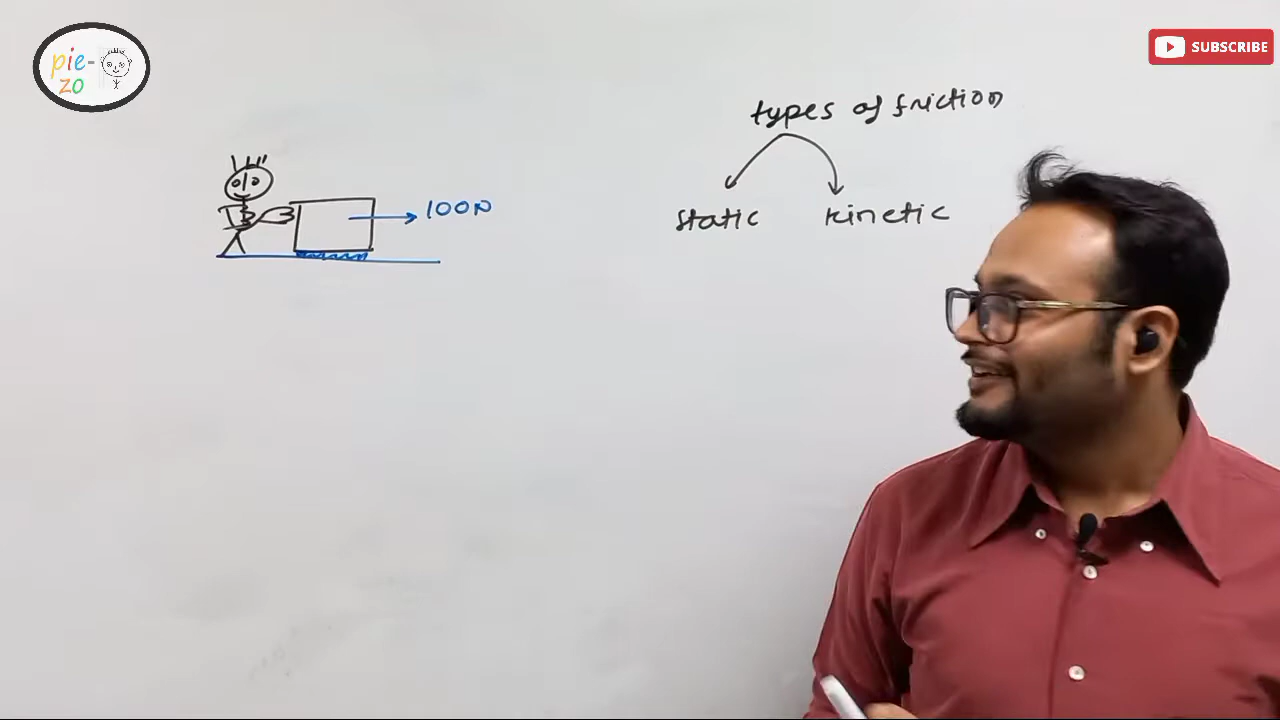 pie-
zo
SUBSCRIBE
types of friction
static kinetic
100N